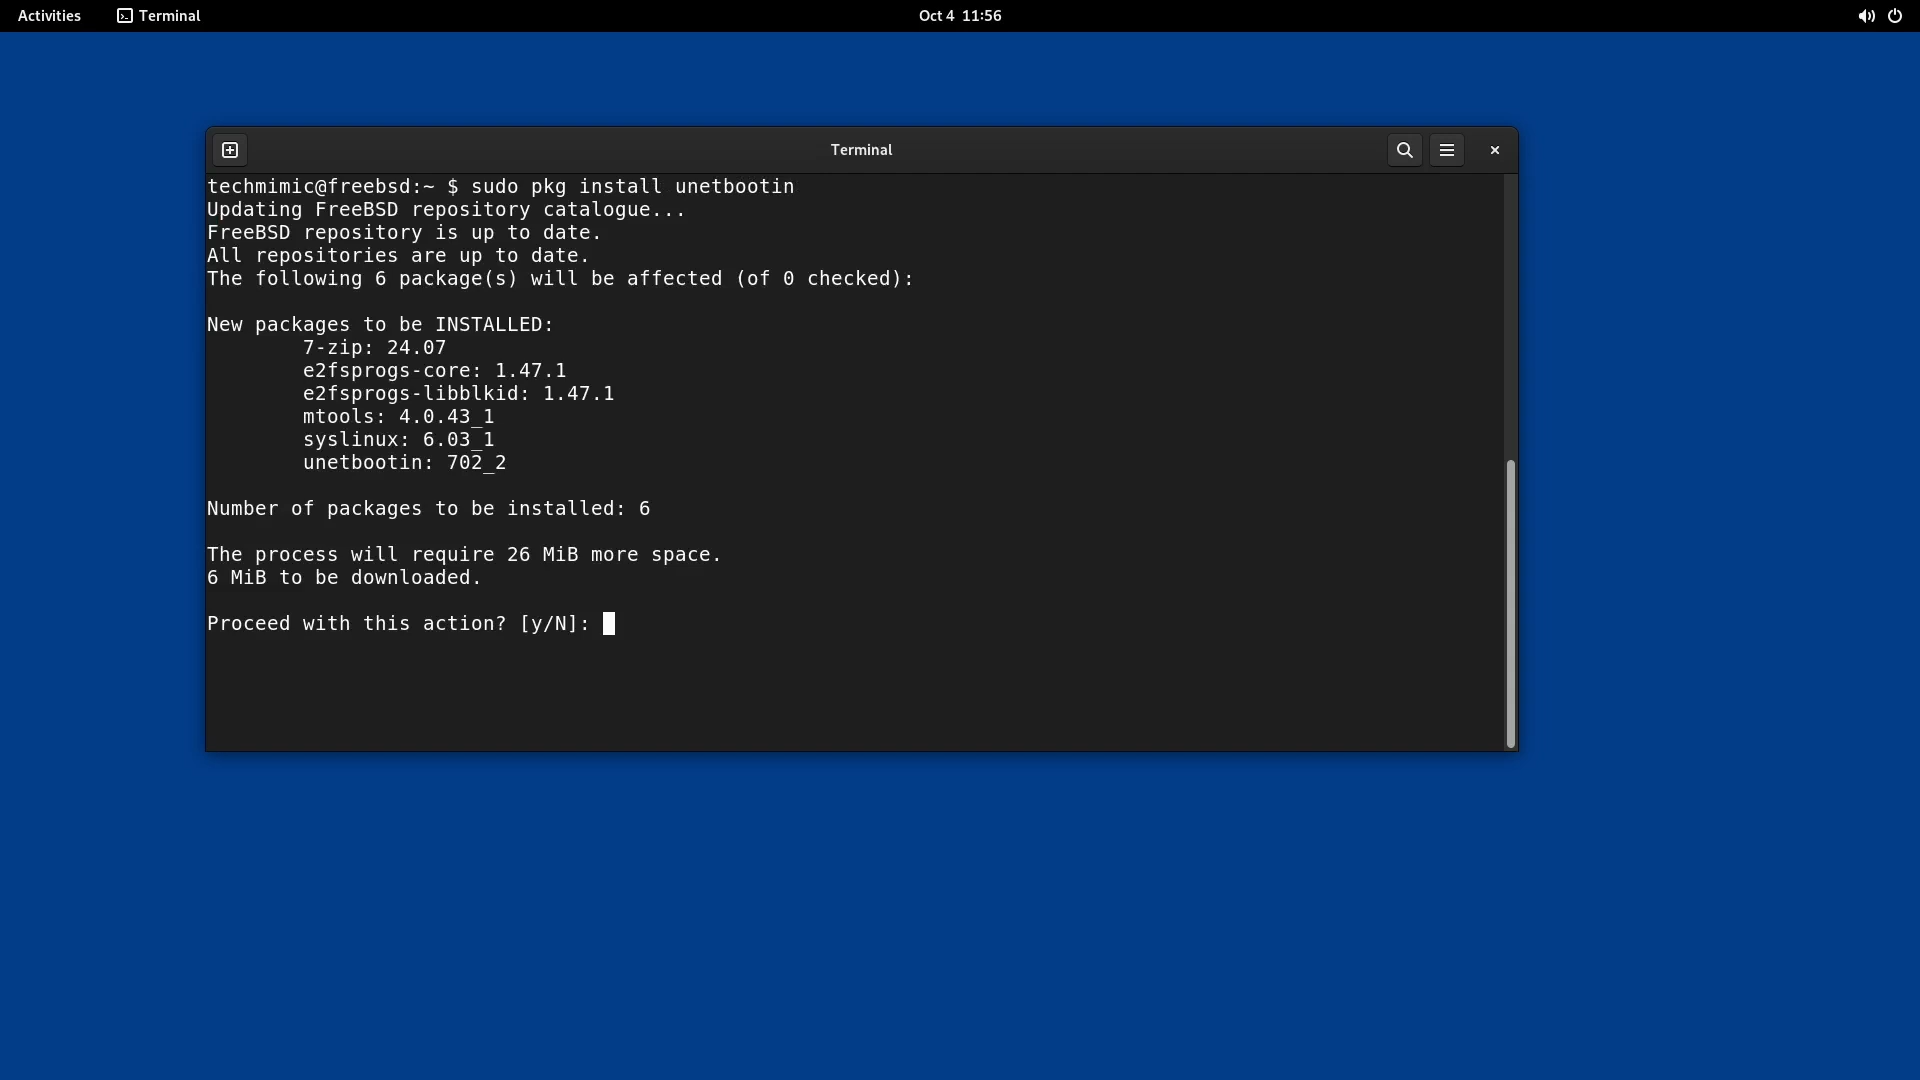 Activities Terminal Oct 4 11:56
Terminal
techmimic@freebsd:~ $ sudo pkg install unetbootin
Updating FreeBSD repository catalogue...
FreeBSD repository is up to date.
All repositories are up to date.
The following 6 package(s) will be affected (of 0 checked):
New packages to be INSTALLED:
7-zip: 24.07
e2fsprogs-core: 1.47.1
e2fsprogs-libblkid: 1.47.1
mtools: 4.0.43_1
syslinux: 6.03_1
unetbootin: 702_2
Number of packages to be installed: 6
The process will require 26 MiB more space.
6 MiB to be downloaded.
Proceed with this action? [y/N]: